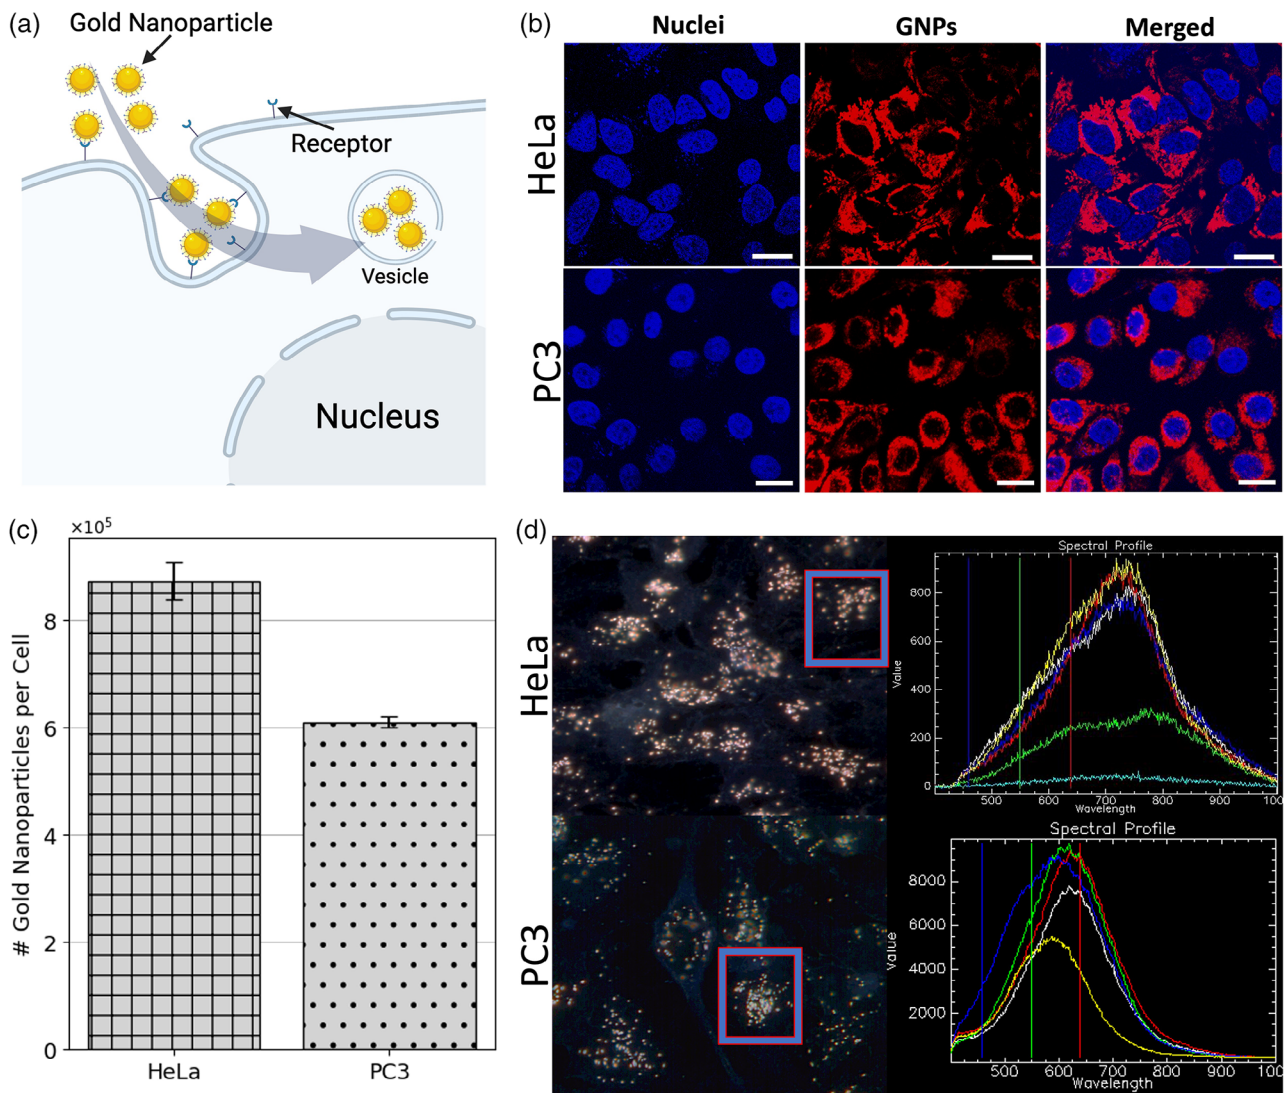 (a)
Gold Nanoparticle
Receptor
Vesicle
Nucleus
(b)
Nuclei GNPs Merged
HeLa
PC3
(c)
×10⁵
# Gold Nanoparticles per Cell
8
6
4
2
0
HeLa PC3
(d)
HeLa
Spectral Profile
Value
800
600
400
200
0
500 600 700 800 900 100
Wavelength
PC3
Spectral Profile
Value
8000
6000
4000
2000
500 600 700 800 900 100
Wavelength